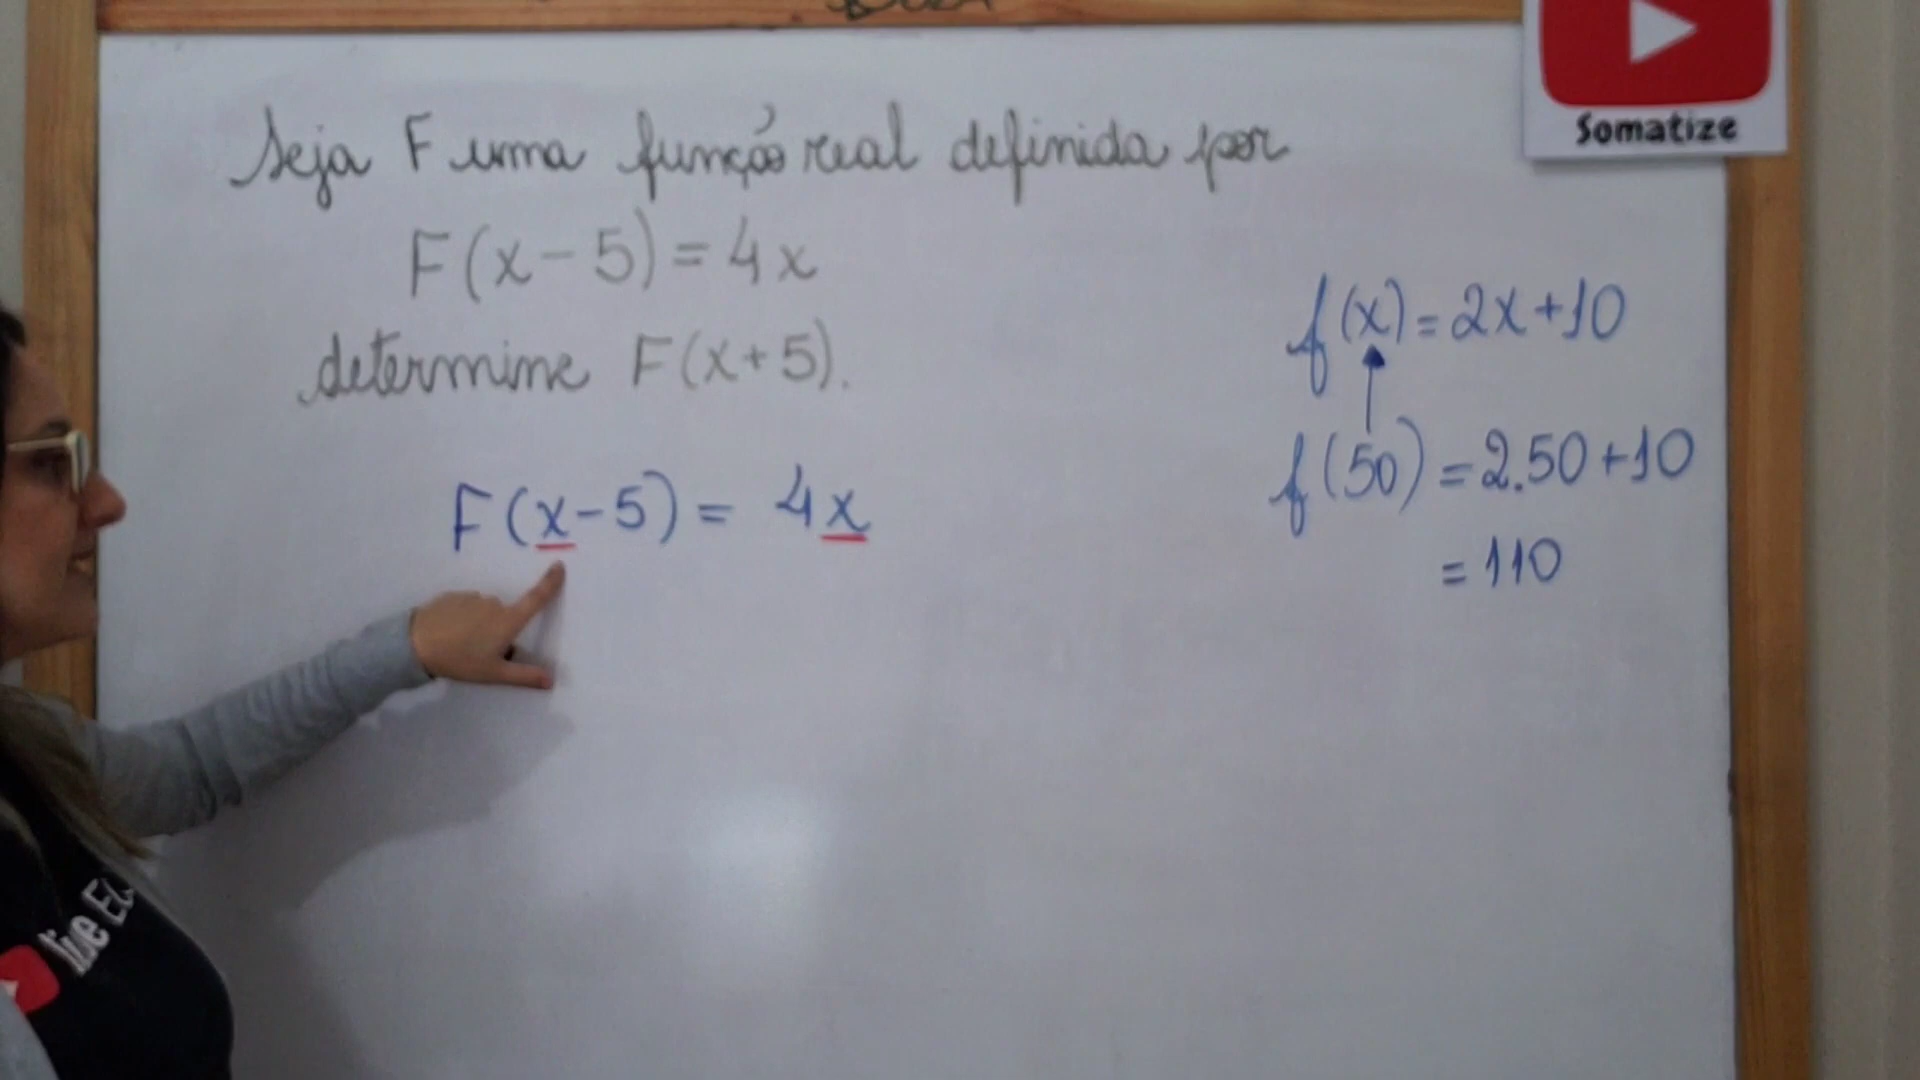 Seja F uma função real definida por
F(x-5)=4x
determine F(x+5).
F(x-5)= 4x
f(x)=2x+10
f(50)=2.50+10
=110
Somatize